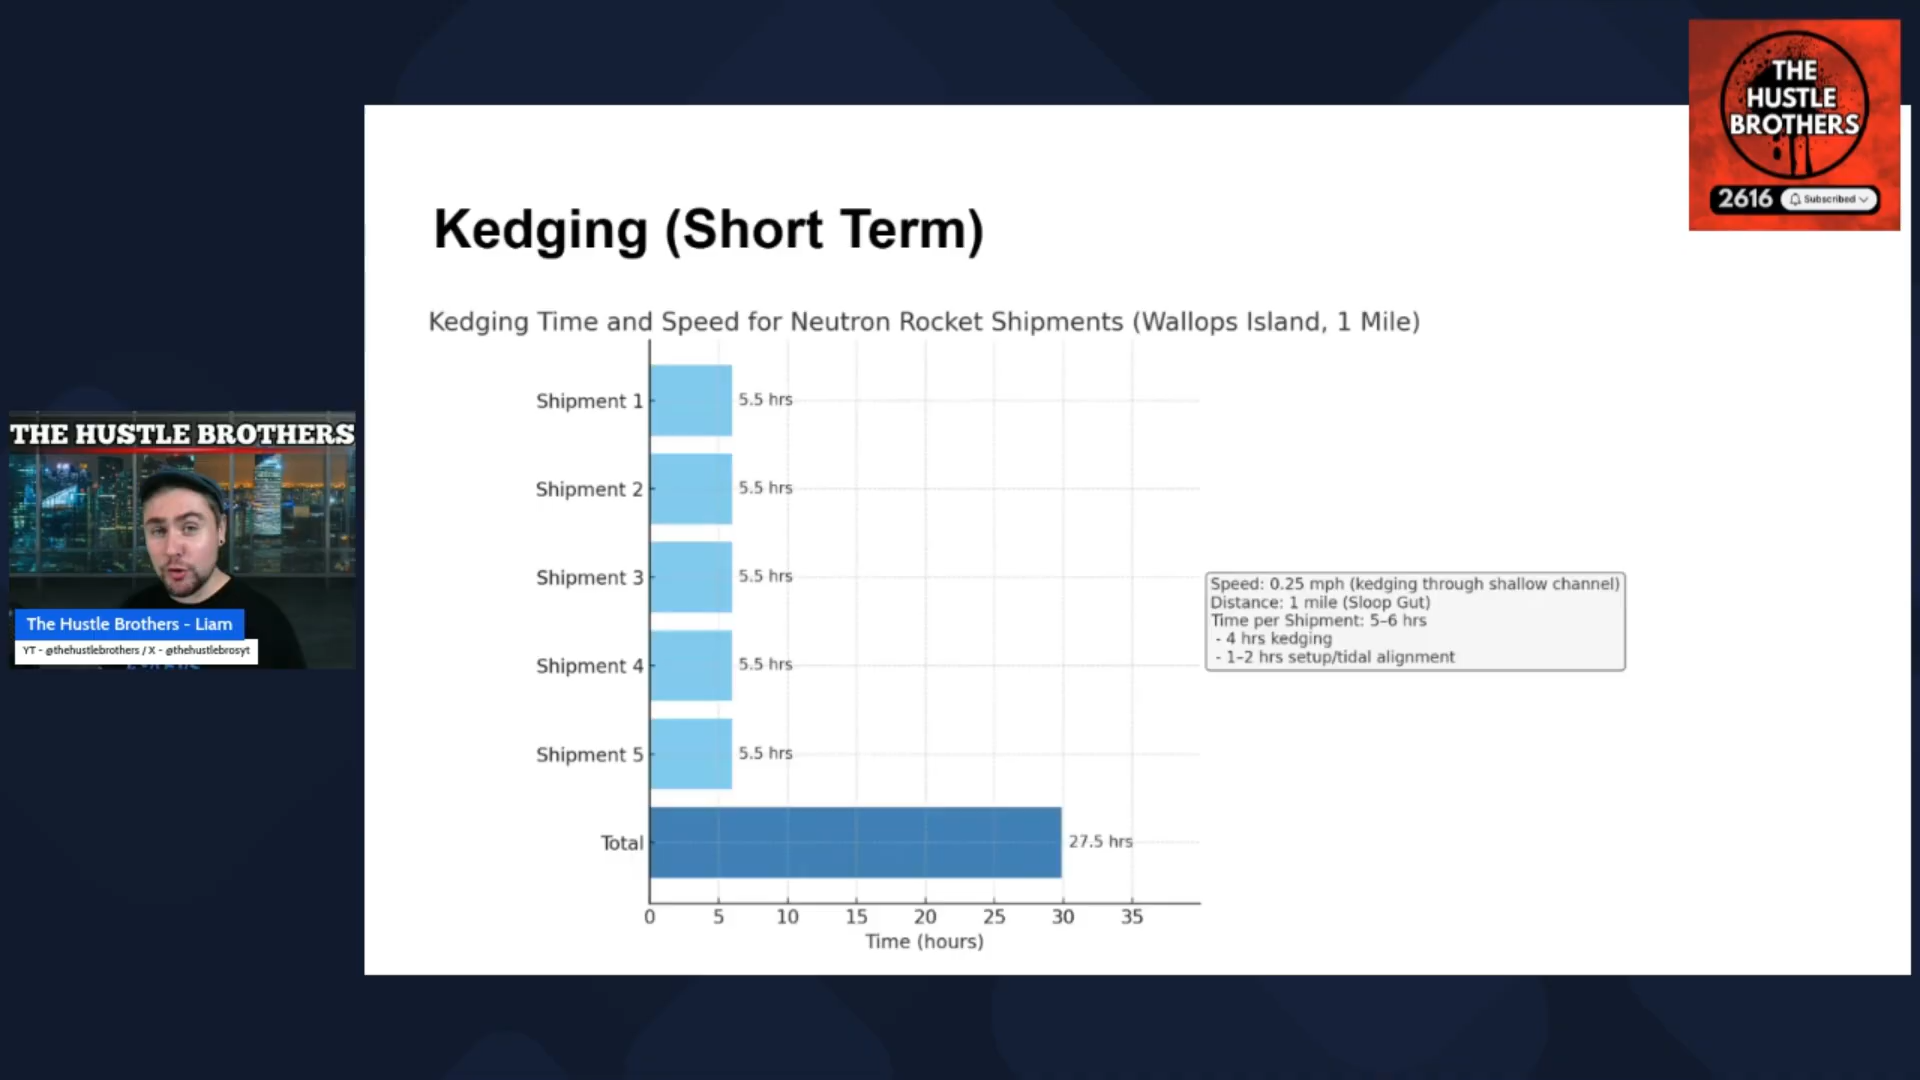 THE
HUSTLE
BROTHERS
2616 Subscribed
Kedging (Short Term)
Kedging Time and Speed for Neutron Rocket Shipments (Wallops Island, 1 Mile)
Shipment 1
5.5 hrs
Shipment 2
5.5 hrs
Shipment 3
5.5 hrs
Shipment 4
5.5 hrs
Shipment 5
5.5 hrs
Total
27.5 hrs
0 5 10 15 20 25 30 35
Time (hours)
Speed: 0.25 mph (kedging through shallow channel)
Distance: 1 mile (Sloop Gut)
Time per Shipment: 5–6 hrs
- 4 hrs kedging
- 1–2 hrs setup/tidal alignment
THE HUSTLE BROTHERS
The Hustle Brothers - Liam
YT - @thehustlebrothers / X - @thehustlebrosyt